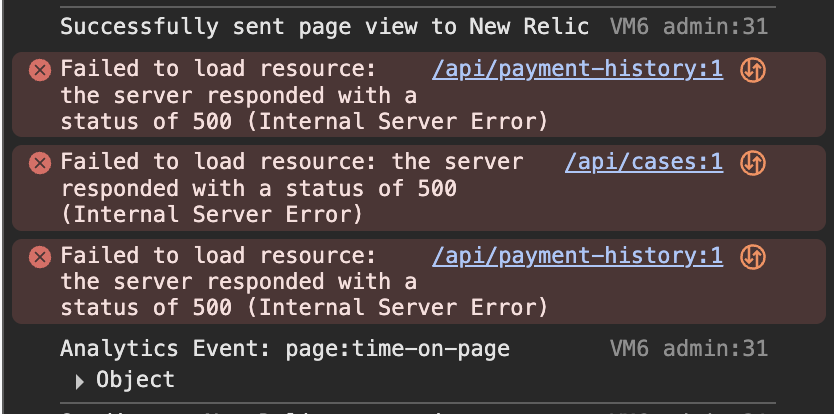 Successfully sent page view to New Relic VM6 admin:31
Failed to load resource: /api/payment-history:1
the server responded with a
status of 500 (Internal Server Error)
Failed to load resource: the server /api/cases:1
responded with a status of 500
(Internal Server Error)
Failed to load resource: /api/payment-history:1
the server responded with a
status of 500 (Internal Server Error)
Analytics Event: page:time-on-page VM6 admin:31
Object